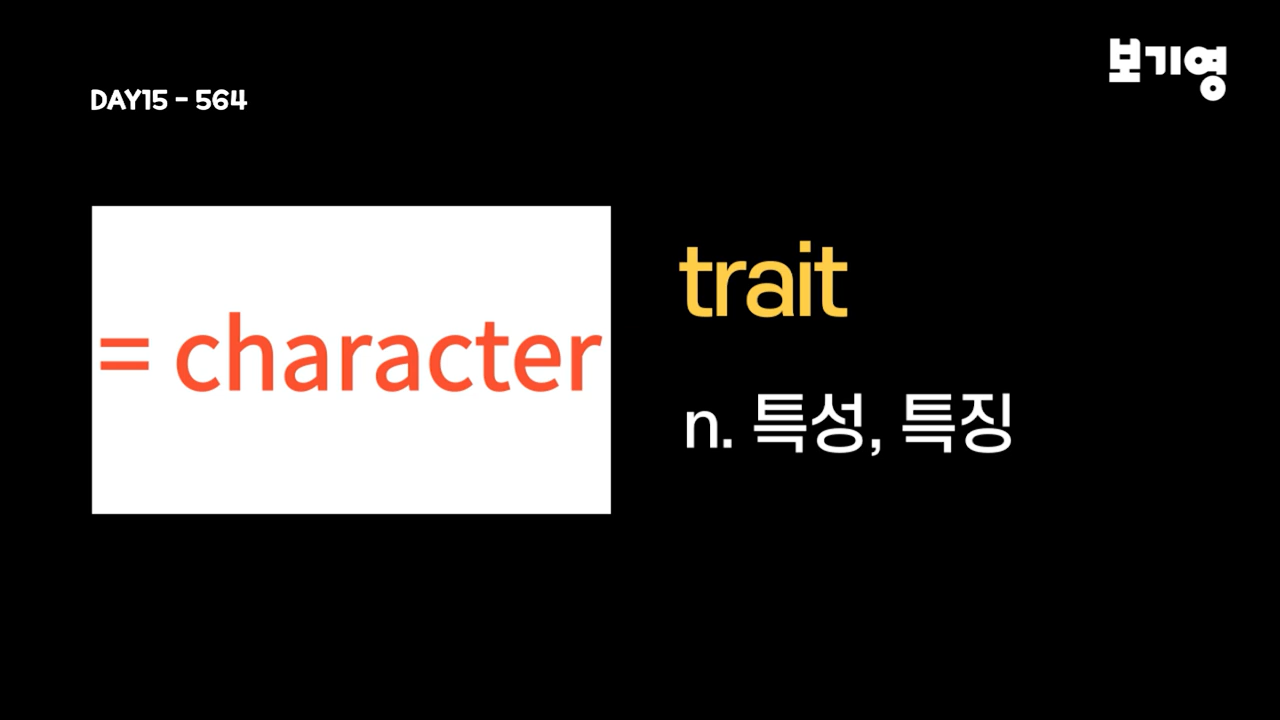 보기영
DAY15 - 564
= character
trait
n. 특성, 특징